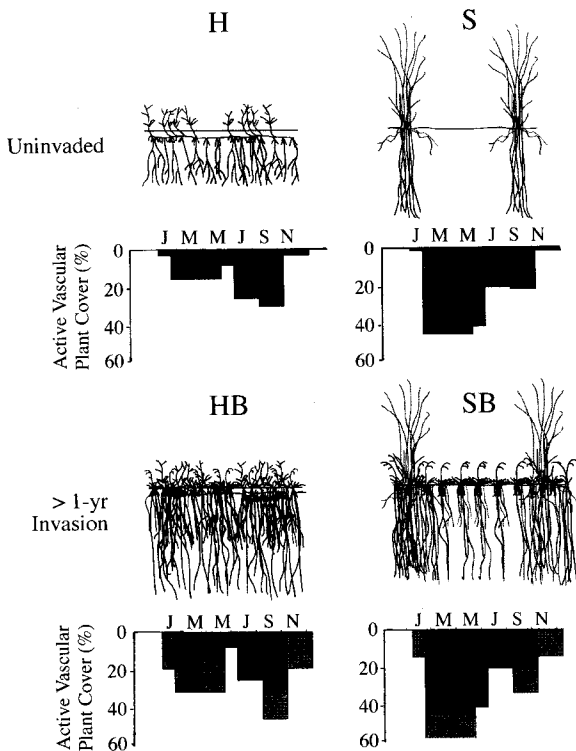 H
S
Uninvaded
J M M J S N
J M M J S N
Active Vascular
Plant Cover (%)
0
20
40
60
0
20
40
60
HB
SB
> 1-yr
Invasion
J M M J S N
J M M J S N
Active Vascular
Plant Cover (%)
0
20
40
60
0
20
40
60